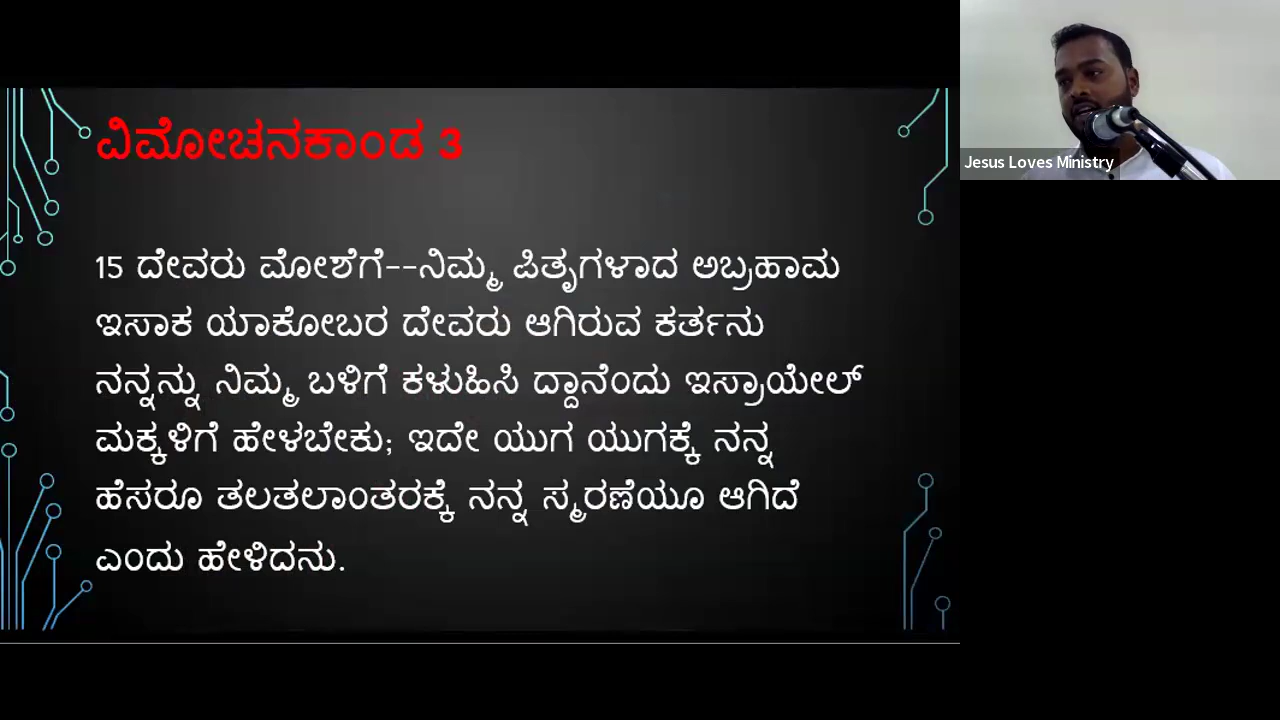 ವಿಮೋಚನಕಾಂಡ 3
15 ದೇವರು ಮೋಶೆಗೆ--ನಿಮ್ಮ ಪಿತೃಗಳಾದ ಅಬ್ರಹಾಮ
ಇಸಾಕ ಯಾಕೋಬರ ದೇವರು ಆಗಿರುವ ಕರ್ತನು
ನನ್ನನ್ನು ನಿಮ್ಮ ಬಳಿಗೆ ಕಳುಹಿಸಿ ದ್ದಾನೆಂದು ಇಸ್ರಾಯೇಲ್
ಮಕ್ಕಳಿಗೆ ಹೇಳಬೇಕು; ಇದೇ ಯುಗ ಯುಗಕ್ಕೆ ನನ್ನ
ಹೆಸರೂ ತಲತಲಾಂತರಕ್ಕೆ ನನ್ನ ಸ್ಮರಣೆಯೂ ಆಗಿದೆ
ಎಂದು ಹೇಳಿದನು.
Jesus Loves Ministry